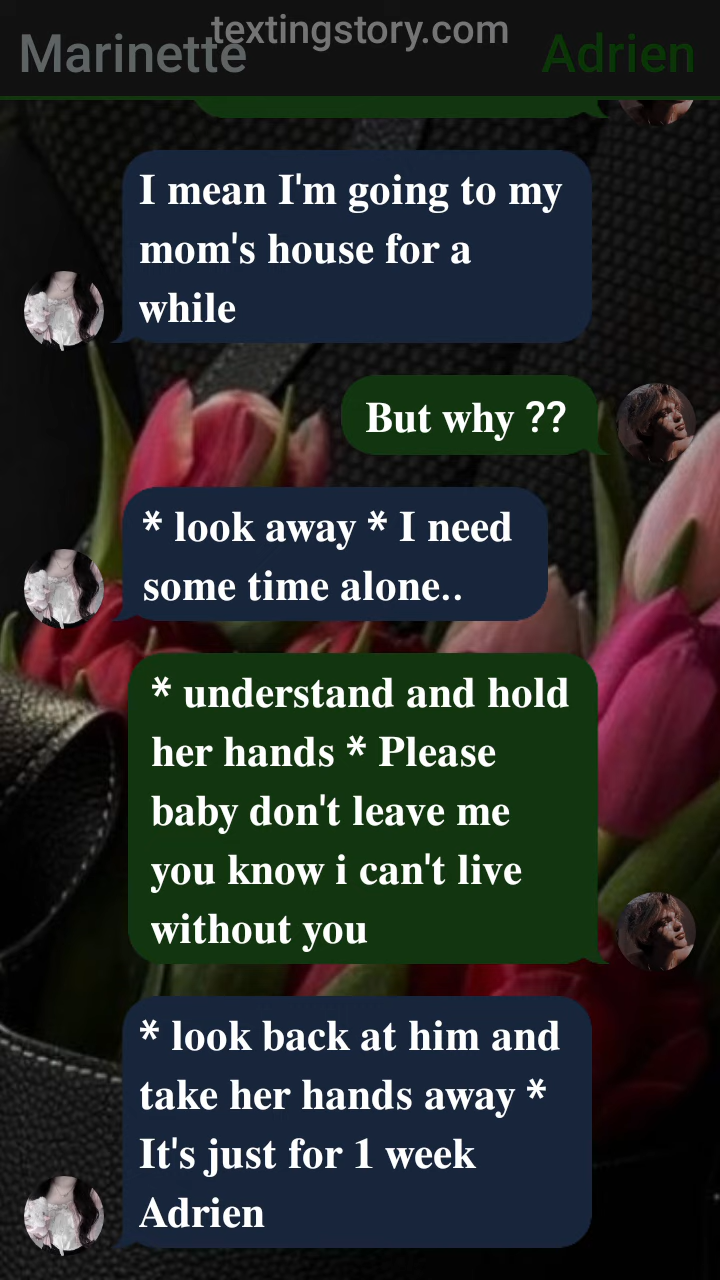 textingstory.com
Marinette
Adrien
I mean I'm going to my
mom's house for a
while
But why ??
* look away * I need
some time alone..
* understand and hold
her hands * Please
baby don't leave me
you know i can't live
without you
* look back at him and
take her hands away *
It's just for 1 week
Adrien